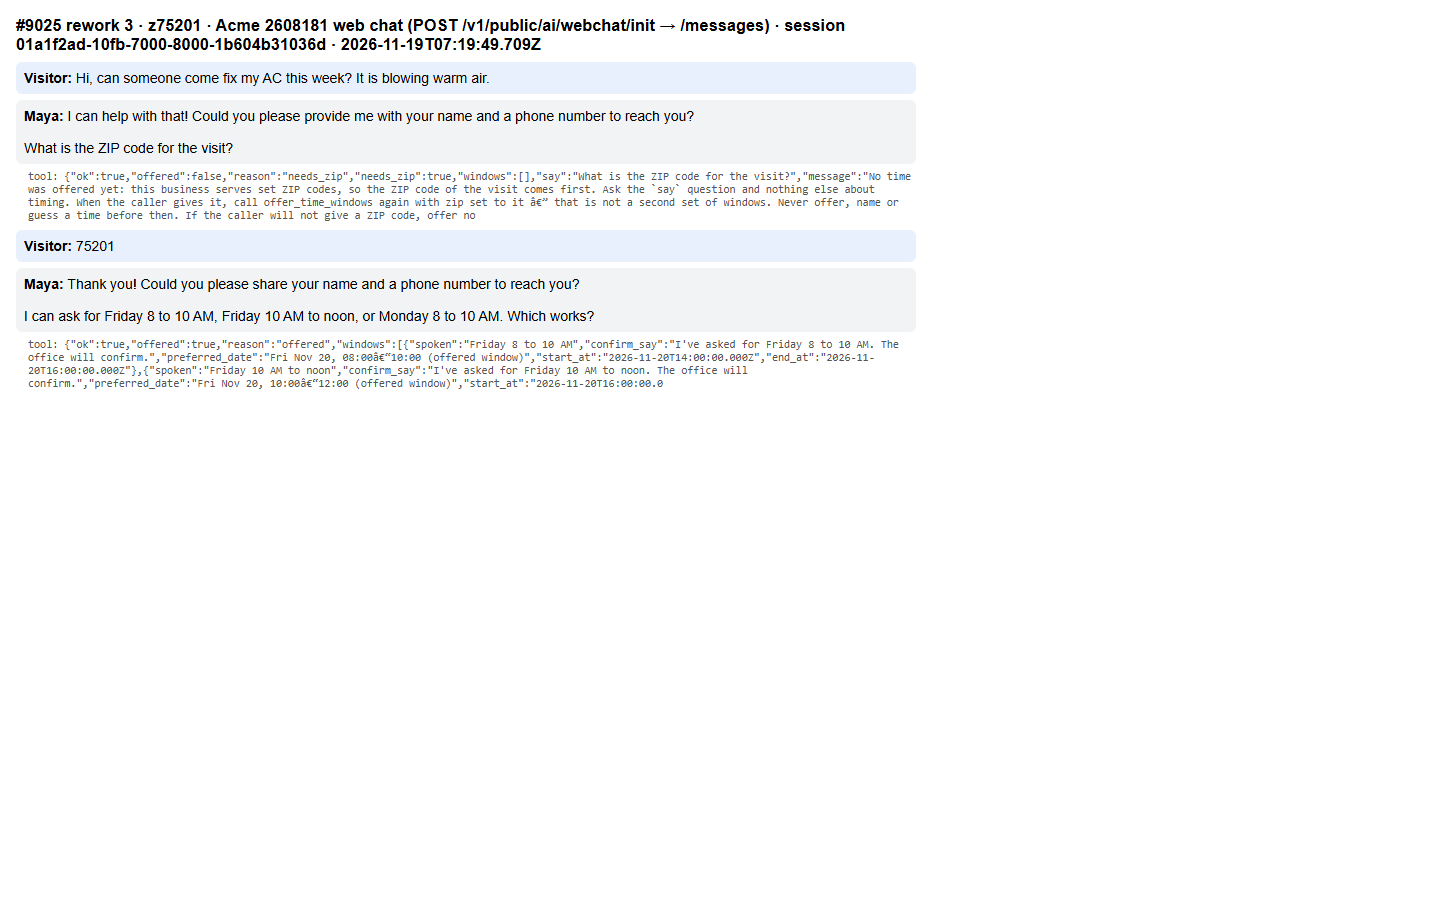 #9025 rework 3 · z75201 · Acme 2608181 web chat (POST /v1/public/ai/webchat/init → /messages) · session
01a1f2ad-10fb-7000-8000-1b604b31036d · 2026-11-19T07:19:49.709Z
Visitor: Hi, can someone come fix my AC this week? It is blowing warm air.
Maya: I can help with that! Could you please provide me with your name and a phone number to reach you?
What is the ZIP code for the visit?
tool: {"ok":true,"offered":false,"reason":"needs_zip","needs_zip":true,"windows":[],"say":"What is the ZIP code for the visit?","message":"No time
was offered yet: this business serves set ZIP codes, so the ZIP code of the visit comes first. Ask the `say` question and nothing else about
timing. When the caller gives it, call offer_time_windows again with zip set to it â€” that is not a second set of windows. Never offer, name or
guess a time before then. If the caller will not give a ZIP code, offer no
Visitor: 75201
Maya: Thank you! Could you please share your name and a phone number to reach you?
I can ask for Friday 8 to 10 AM, Friday 10 AM to noon, or Monday 8 to 10 AM. Which works?
tool: {"ok":true,"offered":true,"reason":"offered","windows":[{"spoken":"Friday 8 to 10 AM","confirm_say":"I've asked for Friday 8 to 10 AM. The
office will confirm.","preferred_date":"Fri Nov 20, 08:00â€“10:00 (offered window)","start_at":"2026-11-20T14:00:00.000Z","end_at":"2026-11-
20T16:00:00.000Z"},{"spoken":"Friday 10 AM to noon","confirm_say":"I've asked for Friday 10 AM to noon. The office will
confirm.","preferred_date":"Fri Nov 20, 10:00â€“12:00 (offered window)","start_at":"2026-11-20T16:00:00.0